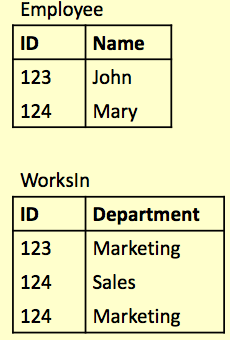 Employee
ID Name
123 John
124 Mary
WorksIn
ID Department
123 Marketing
124 Sales
124 Marketing